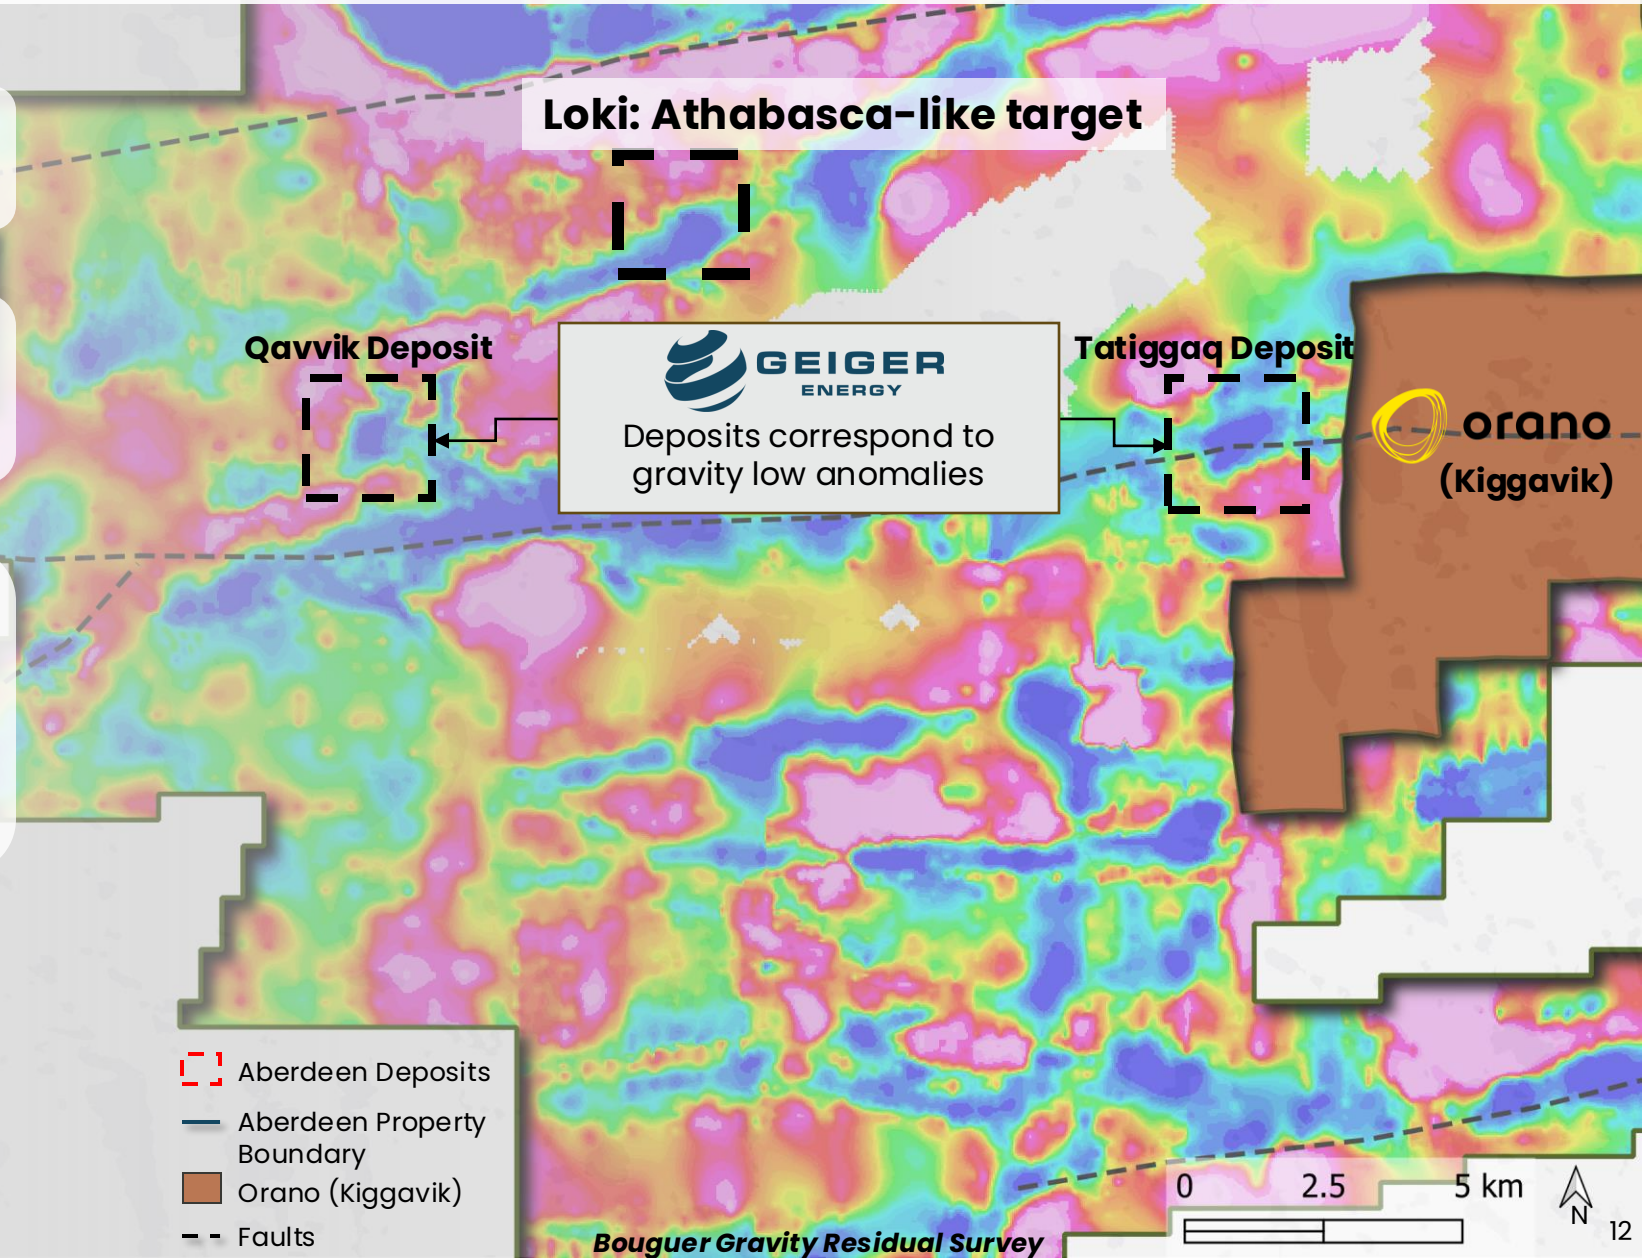 Loki: Athabasca-like target
Qavvik Deposit
GEIGER
ENERGY
Deposits correspond to
gravity low anomalies
Tatiggaq Deposit
orano
(Kiggavik)
Aberdeen Deposits
Aberdeen Property
Boundary
Orano (Kiggavik)
Faults
Bouguer Gravity Residual Survey
0 2.5 5 km
N
12